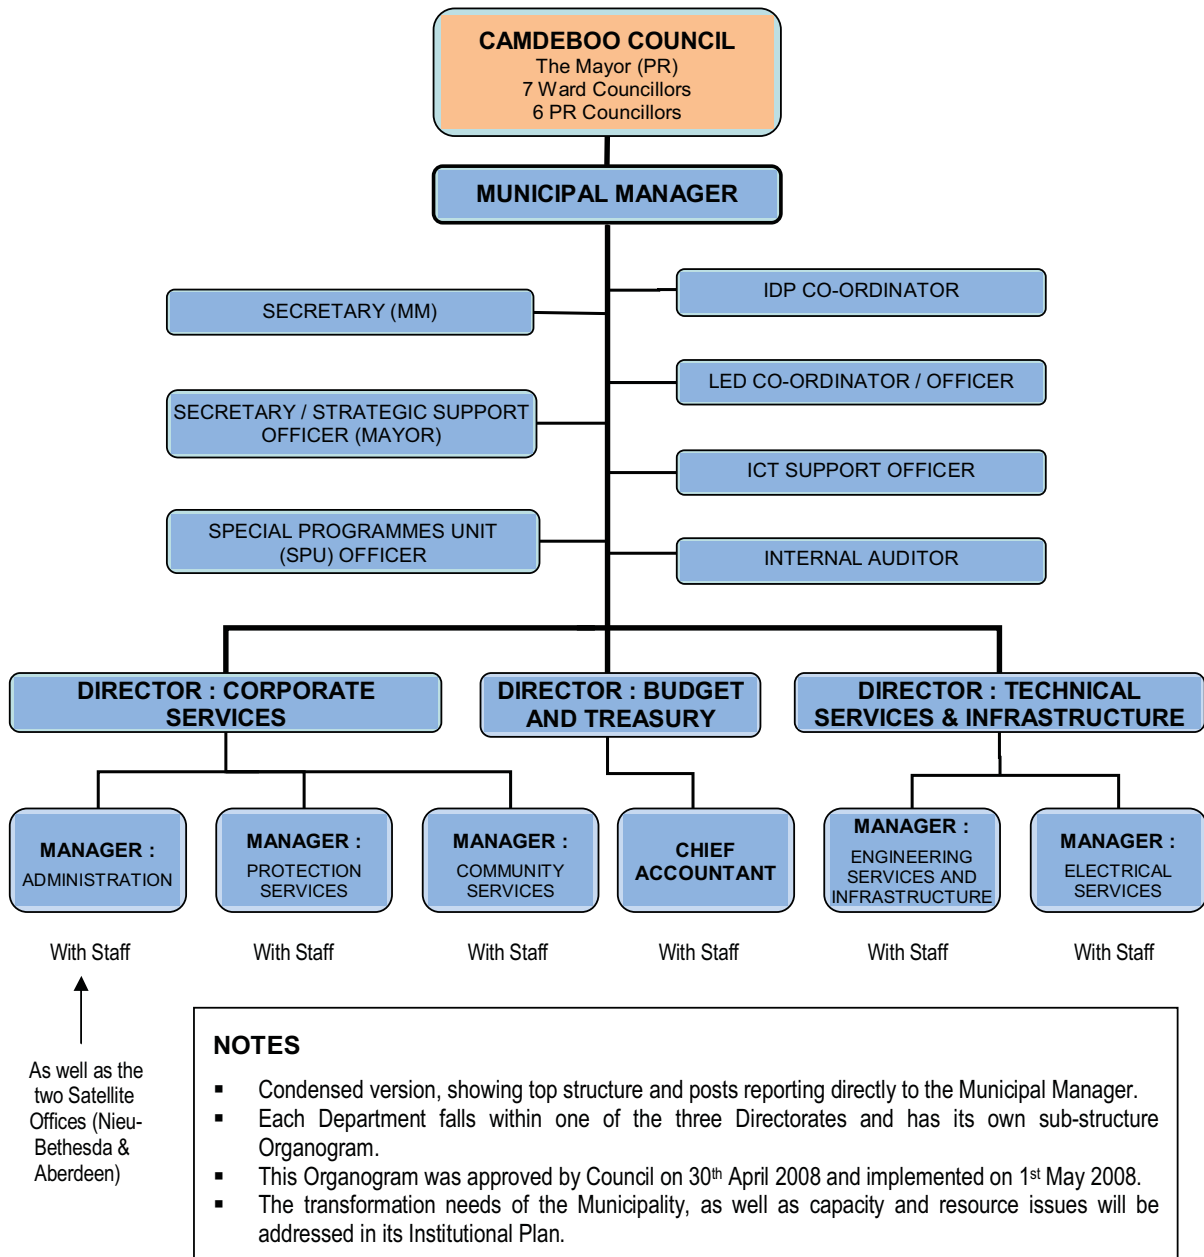 CAMDEBOO COUNCIL
The Mayor (PR)
7 Ward Councillors
6 PR Councillors
MUNICIPAL MANAGER
SECRETARY (MM)
IDP CO-ORDINATOR
SECRETARY / STRATEGIC SUPPORT
OFFICER (MAYOR)
LED CO-ORDINATOR / OFFICER
ICT SUPPORT OFFICER
SPECIAL PROGRAMMES UNIT
(SPU) OFFICER
INTERNAL AUDITOR
DIRECTOR : CORPORATE
SERVICES
DIRECTOR : BUDGET
AND TREASURY
DIRECTOR : TECHNICAL
SERVICES & INFRASTRUCTURE
MANAGER :
ADMINISTRATION
MANAGER :
PROTECTION
SERVICES
MANAGER :
COMMUNITY
SERVICES
CHIEF
ACCOUNTANT
MANAGER :
ENGINEERING
SERVICES AND
INFRASTRUCTURE
MANAGER :
ELECTRICAL
SERVICES
With Staff
With Staff
With Staff
With Staff
With Staff
With Staff
As well as the
two Satellite
Offices (Nieu-
Bethesda &
Aberdeen)
NOTES
▪ Condensed version, showing top structure and posts reporting directly to the Municipal Manager.
▪ Each Department falls within one of the three Directorates and has its own sub-structure
Organogram.
▪ This Organogram was approved by Council on 30th April 2008 and implemented on 1st May 2008.
▪ The transformation needs of the Municipality, as well as capacity and resource issues will be
addressed in its Institutional Plan.